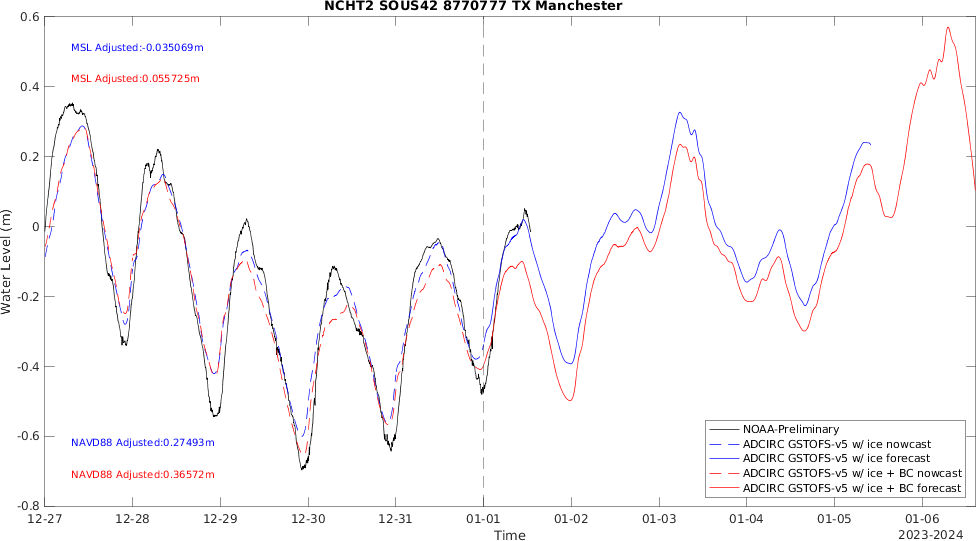 NCHT2 SOUS42 8770777 TX Manchester
0.6
0.4
0.2
0
-0.2
-0.4
-0.6
-0.8
Water Level (m)
MSL Adjusted:-0.035069m
MSL Adjusted:0.055725m
NAVD88 Adjusted:0.27493m
NAVD88 Adjusted:0.36572m
NOAA-Preliminary
ADCIRC GSTOFS-v5 w/ ice nowcast
ADCIRC GSTOFS-v5 w/ ice forecast
ADCIRC GSTOFS-v5 w/ ice + BC nowcast
ADCIRC GSTOFS-v5 w/ ice + BC forecast
12-27 12-28 12-29 12-30 12-31 01-01 01-02 01-03 01-04 01-05 01-06
Time
2023-2024